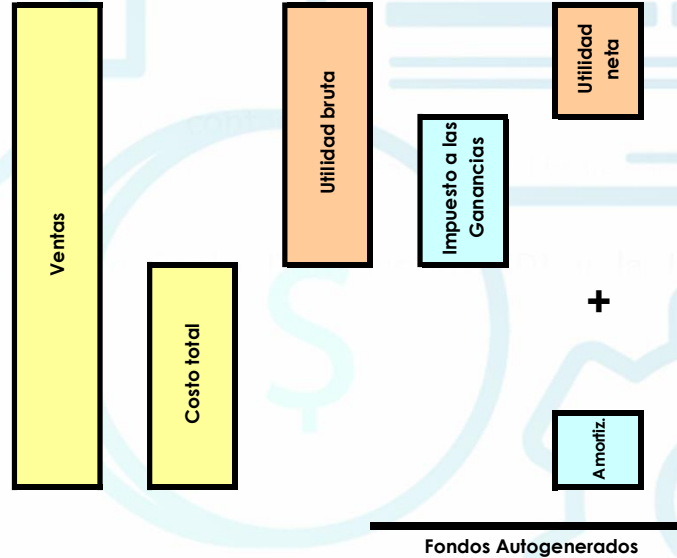 Ventas
Costo total
Utilidad bruta
Impuesto a las
Ganancias
Utilidad
neta
+
Amortiz.
Fondos Autogenerados
$